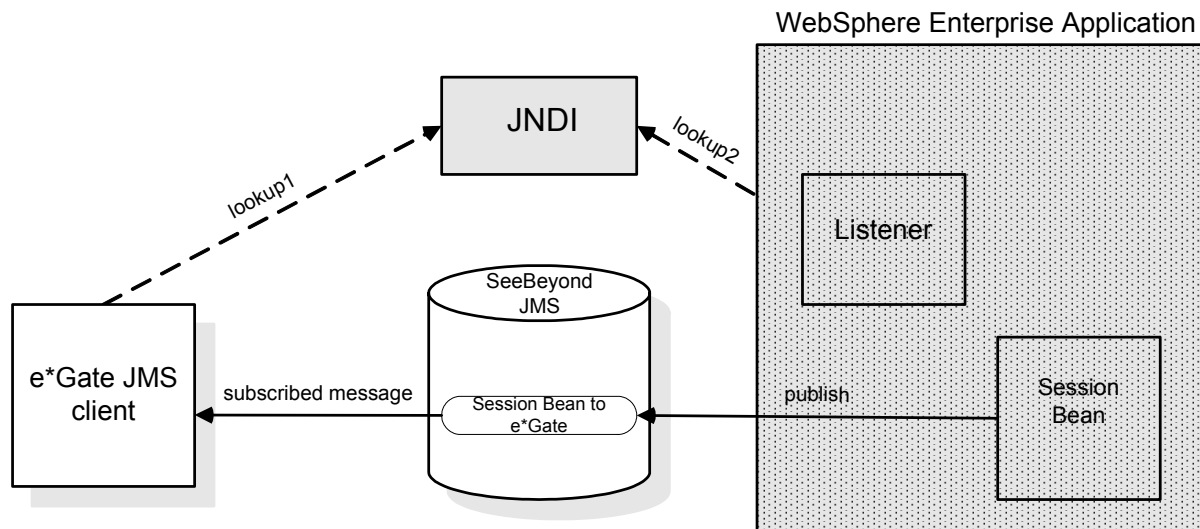 WebSphere Enterprise Application
JNDI
lookup1
lookup2
Listener
SeeBeyond
JMS
e*Gate JMS
client
subscribed message
Session Bean to
e*Gate
publish
Session
Bean